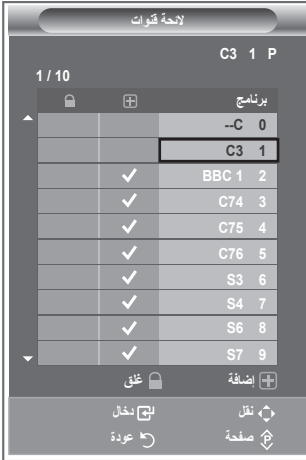 لائحة قنوات
C3 1 P
1 / 10
برنامج
--C 0
C3 1
BBC 1 2
C74 3
C75 4
C76 5
S3 6
S4 7
S6 8
S7 9
إضافة غلق
نقل دخال
صفحة عودة